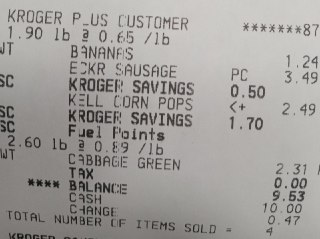 KROGER PLUS CUSTOMER *******87
1.90 lb @ 0.65 /lb
WT BANANAS 1.24
ECKR SAUSAGE PC 3.49
SC KROGER SAVINGS 0.50
KELL CORN POPS <+ 2.49
SC KROGER SAVINGS 1.70
SC Fuel Points
2.60 lb @ 0.89 /lb
WT CABBAGE GREEN 2.31
TAX 0.00
**** BALANCE 9.53
CASH 10.00
CHANGE 0.47
TOTAL NUMBER OF ITEMS SOLD = 4